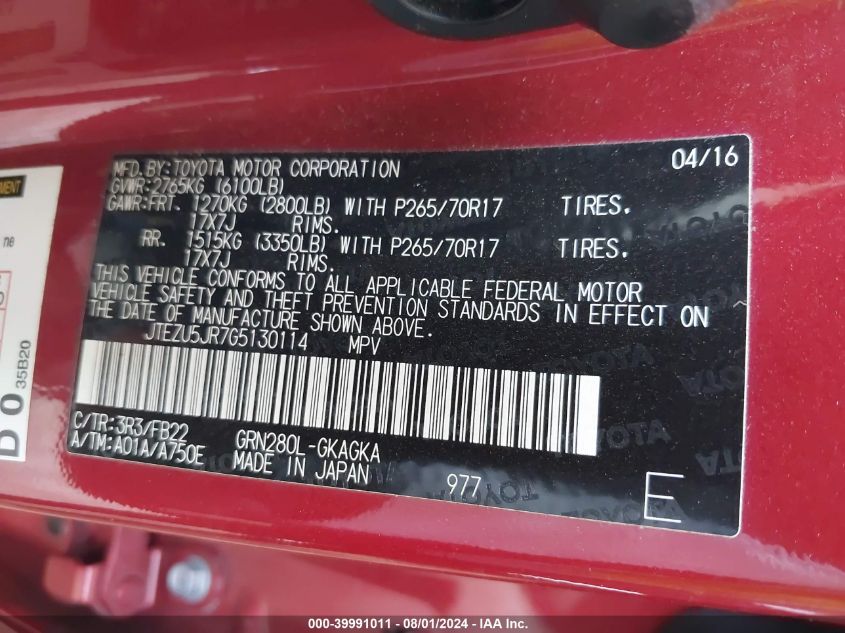 MFD. BY: TOYOTA MOTOR CORPORATION 04/16
GVWR: 2765KG (6100LB)
GAWR: FRT. 1270KG (2800LB) WITH P265/70R17 TIRES.
17X7J RIMS.
RR. 1515KG (3350LB) WITH P265/70R17 TIRES.
17X7J RIMS.
THIS VEHICLE CONFORMS TO ALL APPLICABLE FEDERAL MOTOR
VEHICLE SAFETY AND THEFT PREVENTION STANDARDS IN EFFECT ON
THE DATE OF MANUFACTURE SHOWN ABOVE.
JTEZU5JR7G5130114 MPV
C/TR: 3R3/FB22 GRN280L-GKAGKA
A/TM: A01A/A750E MADE IN JAPAN 977 E
35B20
000-39991011 - 08/01/2024 - IAA Inc.